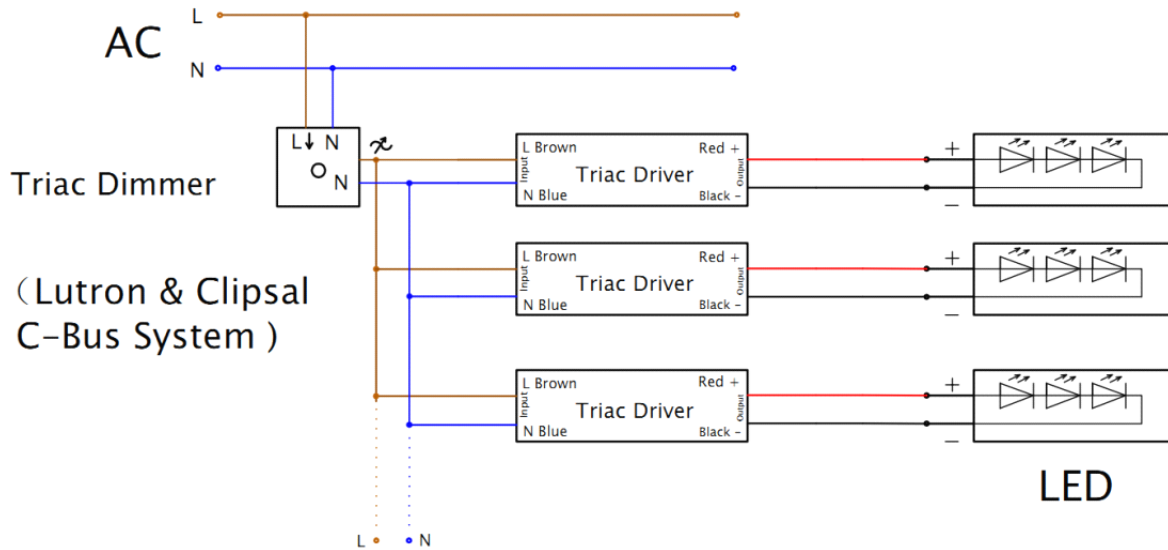 L
AC
N
L↓ N
N
Triac Dimmer
（Lutron & Clipsal
C-Bus System )
L Brown
Input
N Blue
Triac Driver
Red +
Output
Black -
+
−
L Brown
Input
N Blue
Triac Driver
Red +
Output
Black -
+
−
L Brown
Input
N Blue
Triac Driver
Red +
Output
Black -
+
−
LED
L
N